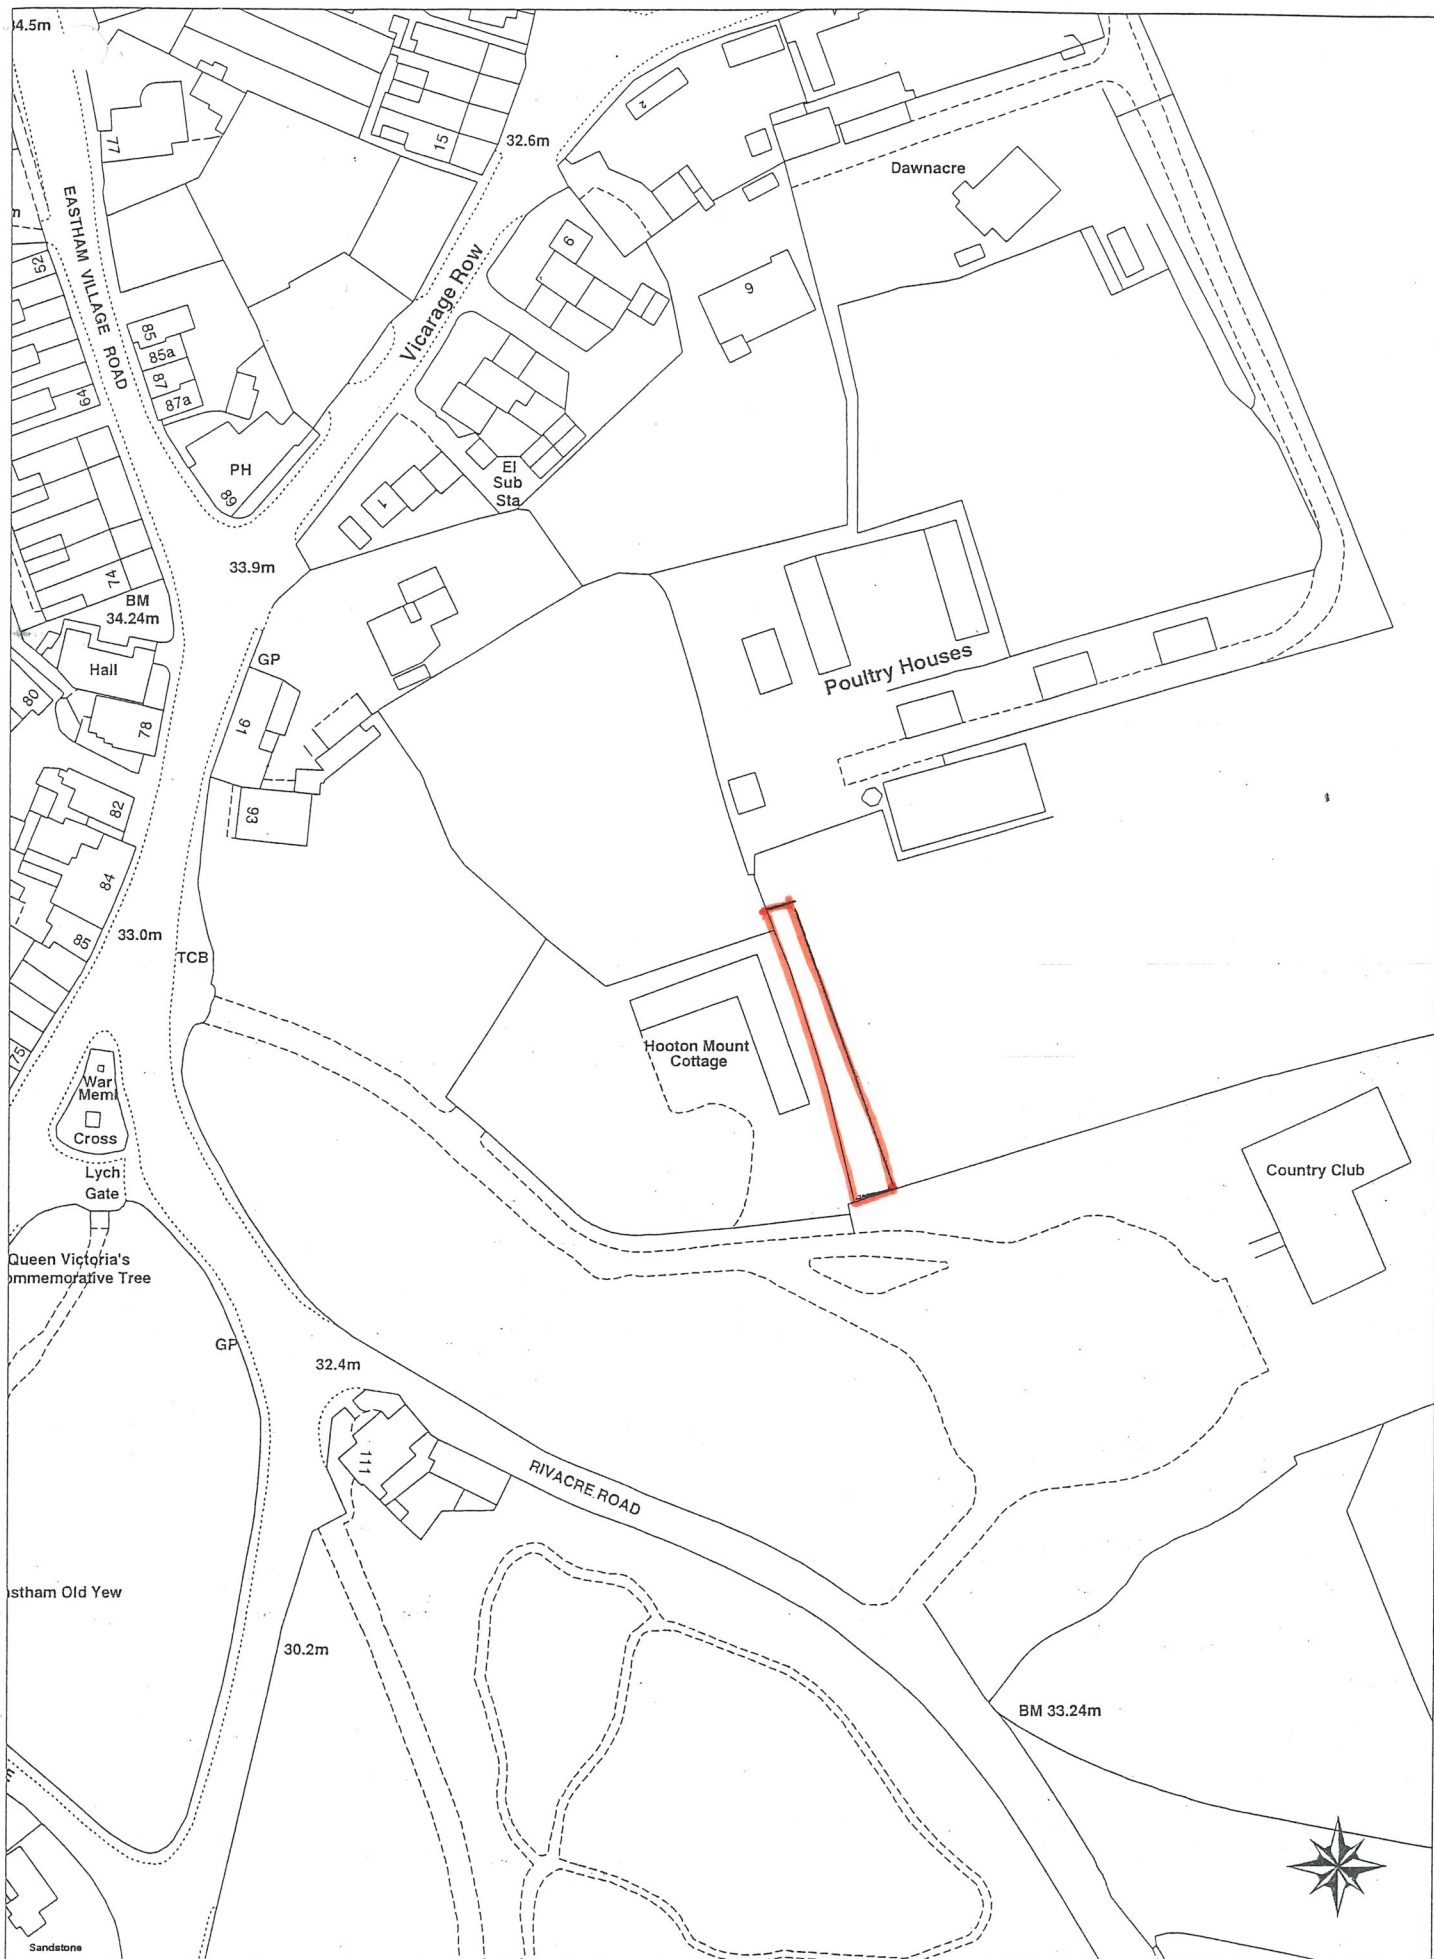 4.5m
77
15
32.6m
2
Dawnacre
EASTHAM VILLAGE ROAD
52
9
6
Vicarage Row
85
85a
87
87a
64
PH
68
El
Sub
Sta
1
33.9m
74
BM
34.24m
Hall
GP
80
78
91
Poultry Houses
82
93
84
85
33.0m
TCB
Hooton Mount
Cottage
75
War
Meml
Cross
Lych
Gate
Country Club
Queen Victoria's
ommemorative Tree
GP
32.4m
111
RIVACRE ROAD
stham Old Yew
30.2m
BM 33.24m
Sandstone